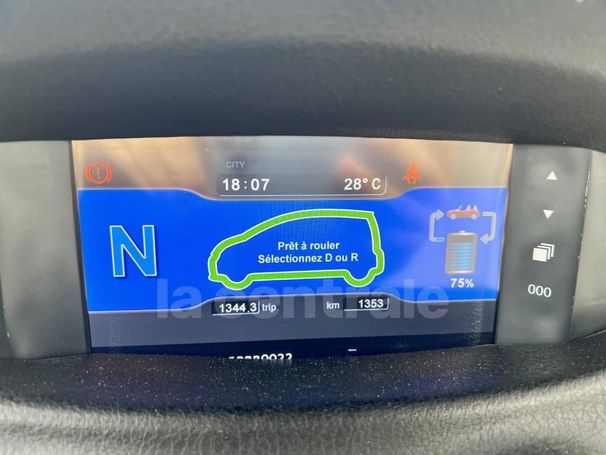 CITY
18:07 28°C
N
Prêt à rouler
Sélectionnez D ou R
75%
1344.3 trip km 1353
000
la centrale